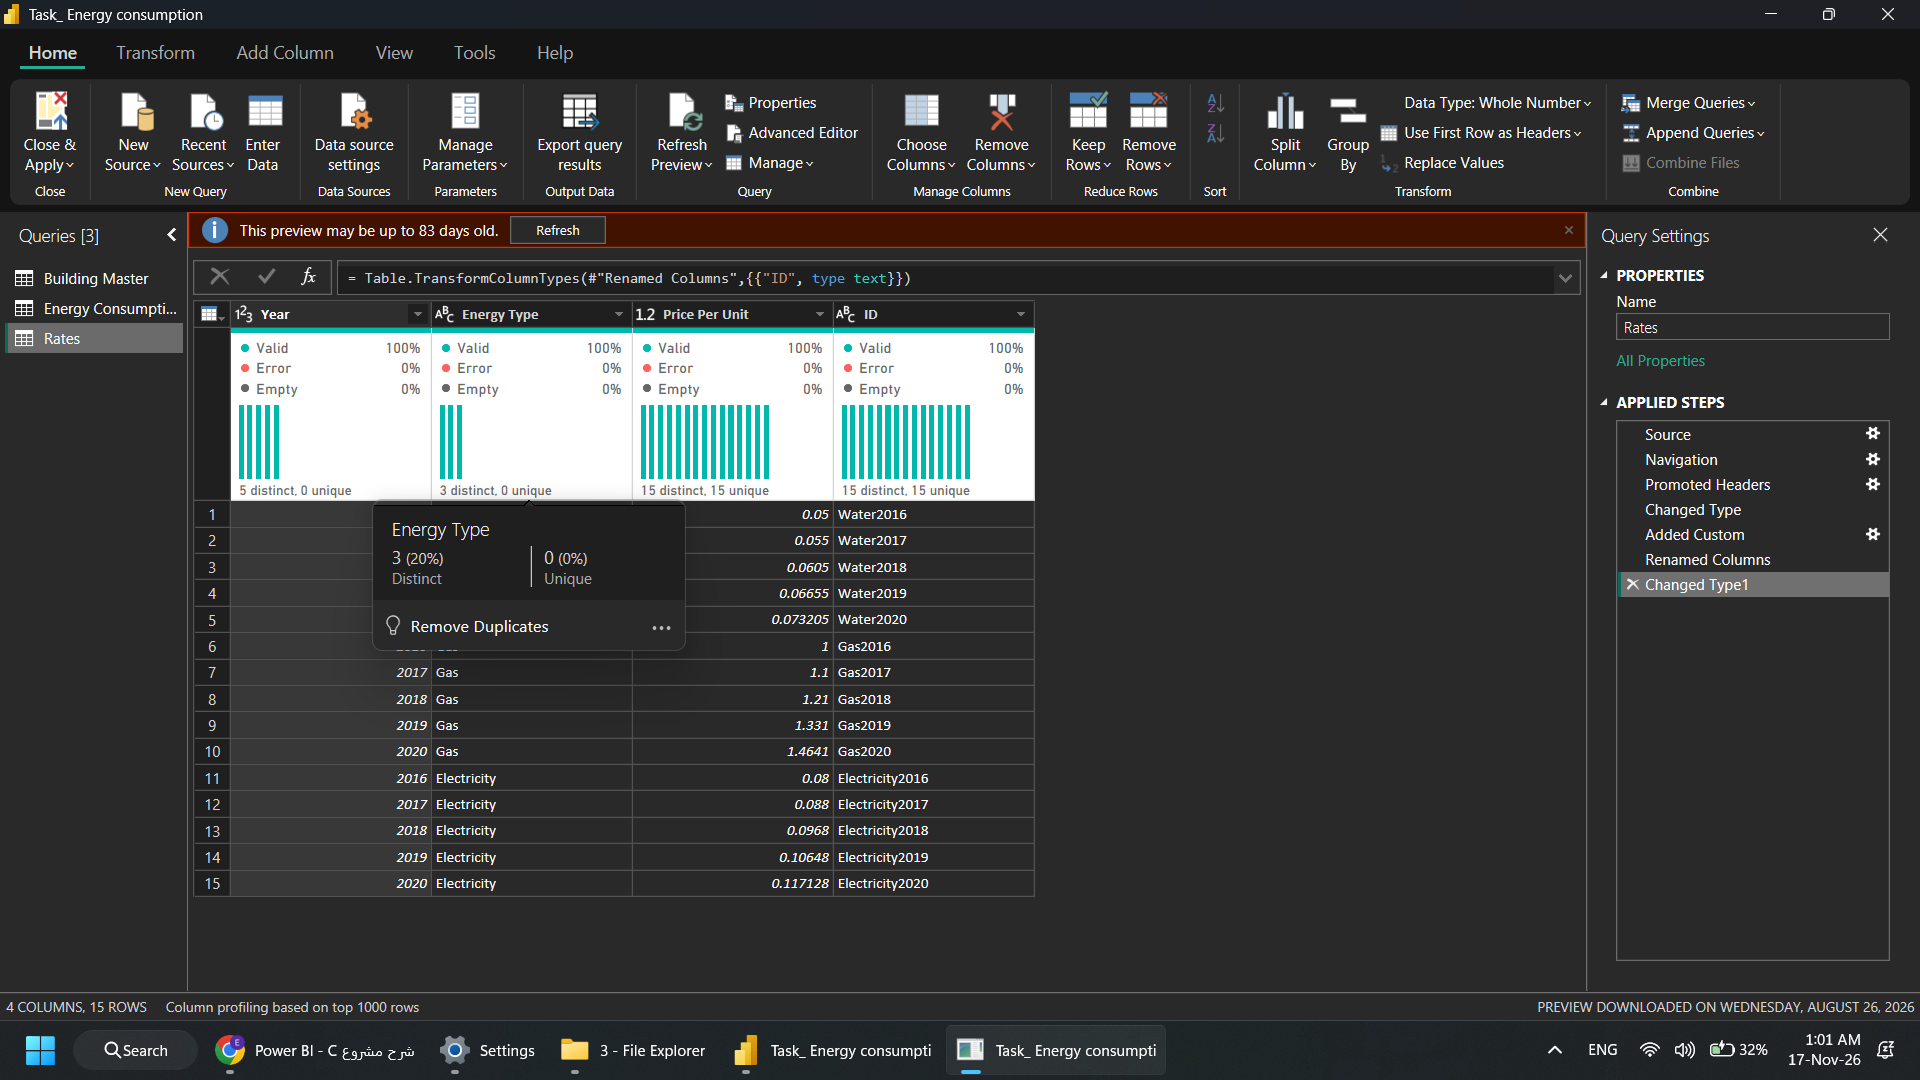 Task_ Energy consumption
Home Transform Add Column View Tools Help
Close & Apply
Close
New Source
Recent Sources
Enter Data
New Query
Data source settings
Data Sources
Manage Parameters
Parameters
Export query results
Output Data
Refresh Preview
Properties
Advanced Editor
Manage
Query
Choose Columns
Remove Columns
Manage Columns
Keep Rows
Remove Rows
Reduce Rows
Sort
Split Column
Group By
Data Type: Whole Number
Use First Row as Headers
Replace Values
Transform
Merge Queries
Append Queries
Combine Files
Combine
Queries [3]
Building Master
Energy Consumpti...
Rates
This preview may be up to 83 days old. Refresh
fx = Table.TransformColumnTypes(#"Renamed Columns",{{"ID", type text}})
1²3 Year ABC Energy Type 1.2 Price Per Unit ABC ID
Valid 100% Valid 100% Valid 100% Valid 100%
Error 0% Error 0% Error 0% Error 0%
Empty 0% Empty 0% Empty 0% Empty 0%
5 distinct, 0 unique 3 distinct, 0 unique 15 distinct, 15 unique 15 distinct, 15 unique
1 0.05 Water2016
2 0.055 Water2017
3 0.0605 Water2018
4 0.06655 Water2019
5 0.073205 Water2020
6 1 Gas2016
7 2017 Gas 1.1 Gas2017
8 2018 Gas 1.21 Gas2018
9 2019 Gas 1.331 Gas2019
10 2020 Gas 1.4641 Gas2020
11 2016 Electricity 0.08 Electricity2016
12 2017 Electricity 0.088 Electricity2017
13 2018 Electricity 0.0968 Electricity2018
14 2019 Electricity 0.10648 Electricity2019
15 2020 Electricity 0.117128 Electricity2020
Energy Type
3 (20%) 0 (0%)
Distinct Unique
Remove Duplicates ...
Query Settings
PROPERTIES
Name
Rates
All Properties
APPLIED STEPS
Source
Navigation
Promoted Headers
Changed Type
Added Custom
Renamed Columns
Changed Type1
4 COLUMNS, 15 ROWS Column profiling based on top 1000 rows
PREVIEW DOWNLOADED ON WEDNESDAY, AUGUST 26, 2026
Search
Power BI - C شرح مشروع
Settings
3 - File Explorer
Task_ Energy consumpti
Task_ Energy consumpti
ENG
32%
1:01 AM
17-Nov-26